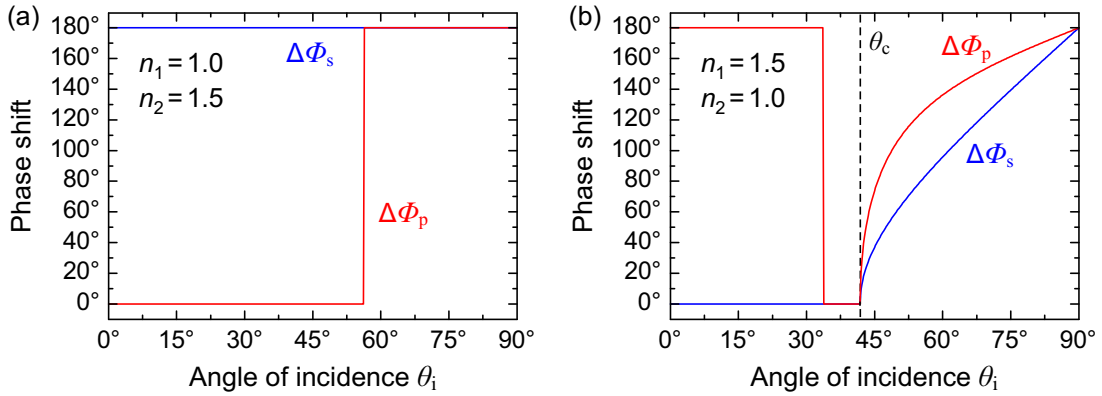 (a)
Phase shift
180°
160°
140°
120°
100°
80°
60°
40°
20°
0°
ΔΦs
n1 = 1.0
n2 = 1.5
ΔΦp
0° 15° 30° 45° 60° 75° 90°
Angle of incidence θi
(b)
Phase shift
180°
160°
140°
120°
100°
80°
60°
40°
20°
0°
n1 = 1.5
n2 = 1.0
θc
ΔΦp
ΔΦs
0° 15° 30° 45° 60° 75° 90°
Angle of incidence θi